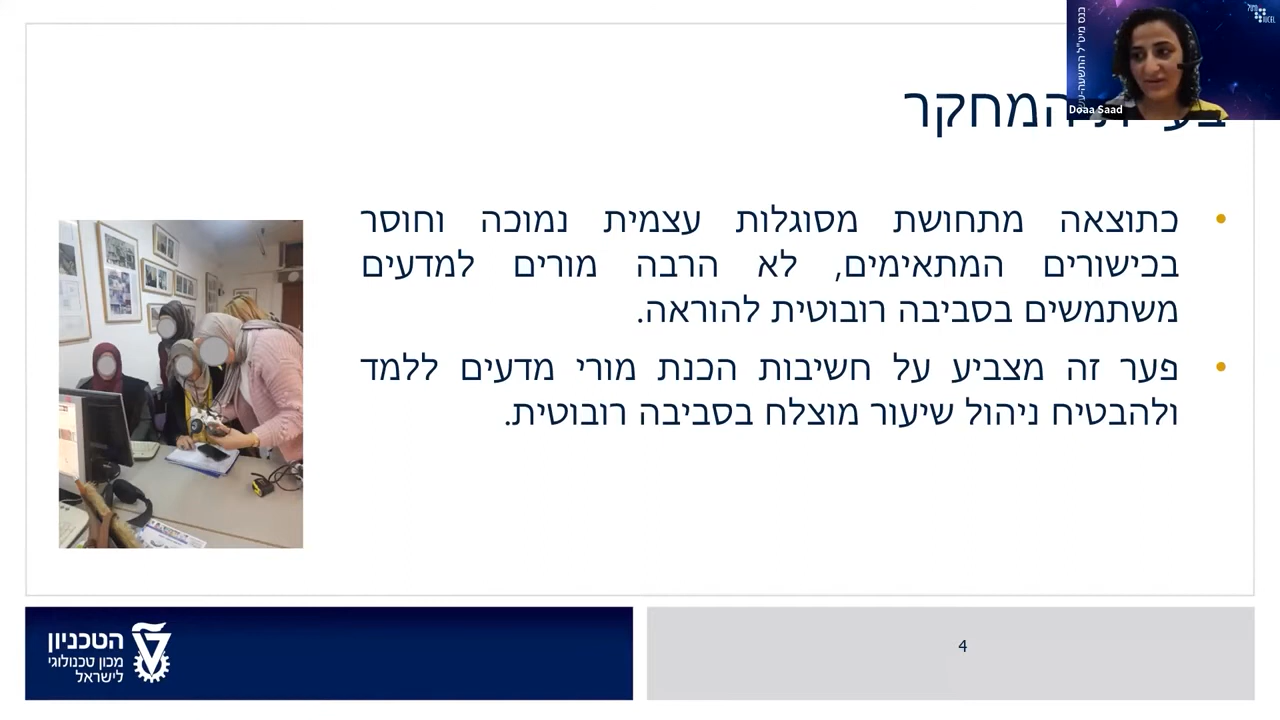 המחקר
כתוצאה מתחושת מסוגלות עצמית נמוכה וחוסר
בכישורים המתאימים, לא הרבה מורים למדעים
משתמשים בסביבה רובוטית להוראה.
פער זה מצביע על חשיבות הכנת מורי מדעים ללמד
ולהבטיח ניהול שיעור מוצלח בסביבה רובוטית.
Doaa Saad
הטכניון
מכון טכנולוגי
לישראל
4